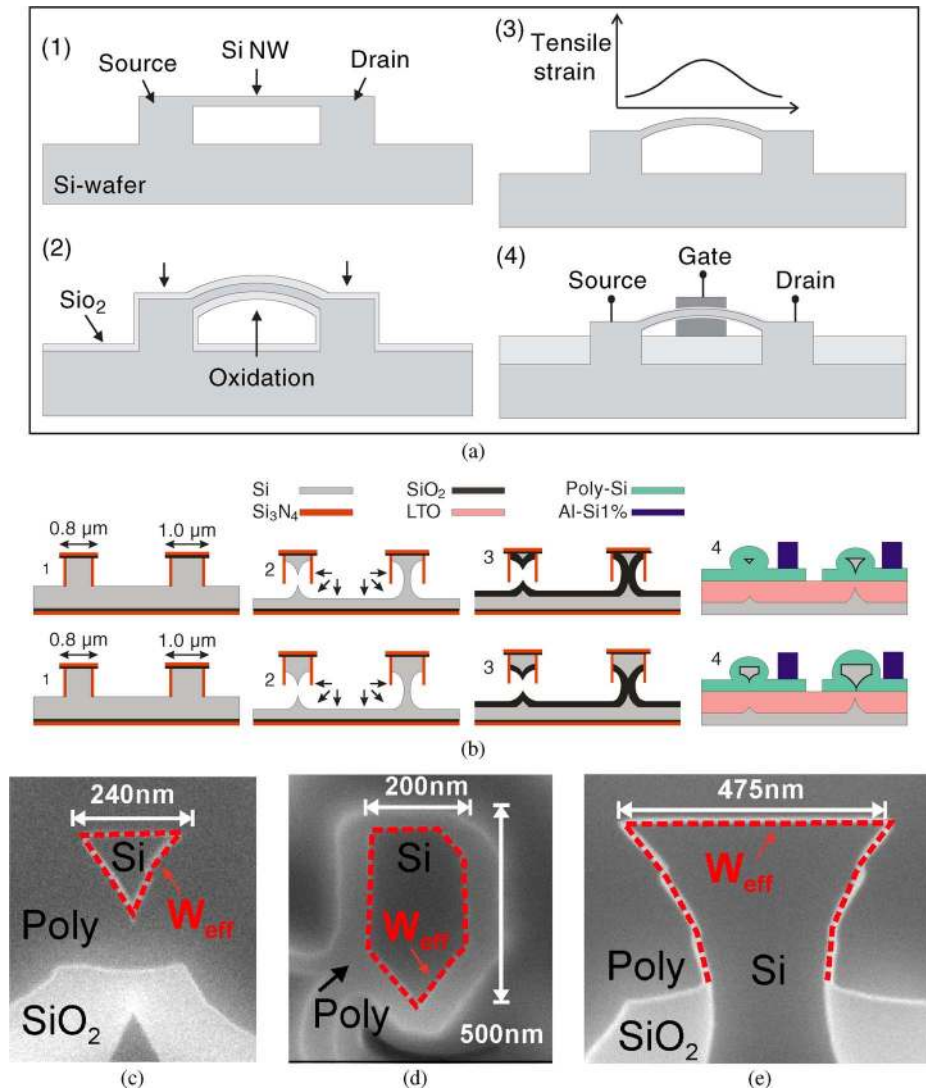 (1)
Si NW
Source
Drain
Si-wafer
(2)
Sio2
Oxidation
(3)
Tensile
strain
(4)
Gate
Source
Drain
(a)
Si
SiO2
Poly-Si
Si3N4
LTO
Al-Si1%
0.8 μm
1.0 μm
1
2
3
4
0.8 μm
1.0 μm
1
2
3
4
(b)
240nm
Si
Weff
Poly
SiO2
(c)
200nm
Si
Weff
Poly
500nm
(d)
475nm
Weff
Poly
Si
SiO2
(e)